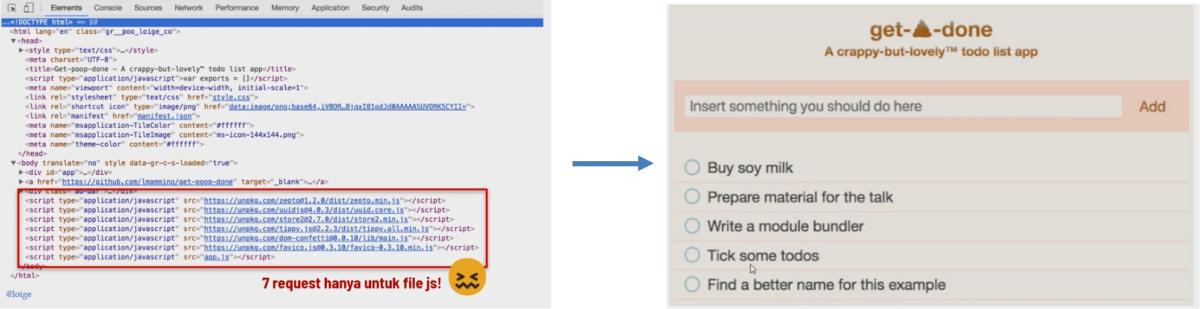 Elements Console Sources Network Performance Memory Application Security Audits
...<!DOCTYPE html> == $0
<html lang="en" class="gr__poo_loige_co">
▼<head>
▶<style type="text/css">…</style>
<meta charset="UTF-8">
<title>Get-poop-done – A crappy-but-lovely™ todo list app</title>
<script type="application/javascript">var exports = []</script>
<meta name="viewport" content="width=device-width, initial-scale=1">
<link rel="stylesheet" type="text/css" href="style.css">
<link rel="shortcut icon" type="image/png" href="data:image/png;base64,iVBOR…8jqxI81pdJd0AAAAASUVORK5CYII=">
<link rel="manifest" href="manifest.json">
<meta name="msapplication-TileColor" content="#ffffff">
<meta name="msapplication-TileImage" content="ms-icon-144x144.png">
<meta name="theme-color" content="#ffffff">
</head>
▼<body translate="no" style data-gr-c-s-loaded="true">
▶<div id="app">…</div>
▶<a href="https://github.com/lmammino/get-poop-done" target="_blank">…</a>
<script type="application/javascript" src="https://unpkg.com/zepto@1.2.0/dist/zepto.min.js"></script>
<script type="application/javascript" src="https://unpkg.com/uuidjs@4.0.3/dist/uuid.core.js"></script>
<script type="application/javascript" src="https://unpkg.com/store2@2.7.0/dist/store2.min.js"></script>
<script type="application/javascript" src="https://unpkg.com/tippy.js@2.2.3/dist/tippy.all.min.js"></script>
<script type="application/javascript" src="https://unpkg.com/dom-confetti@0.0.10/lib/main.js"></script>
<script type="application/javascript" src="https://unpkg.com/favico.js@0.3.10/favico-0.3.10.min.js"></script>
<script type="application/javascript" src="app.js"></script>
</body>
</html>
7 request hanya untuk file js!
@loige
get-💩-done
A crappy-but-lovely™ todo list app
Insert something you should do here Add
Buy soy milk
Prepare material for the talk
Write a module bundler
Tick some todos
Find a better name for this example